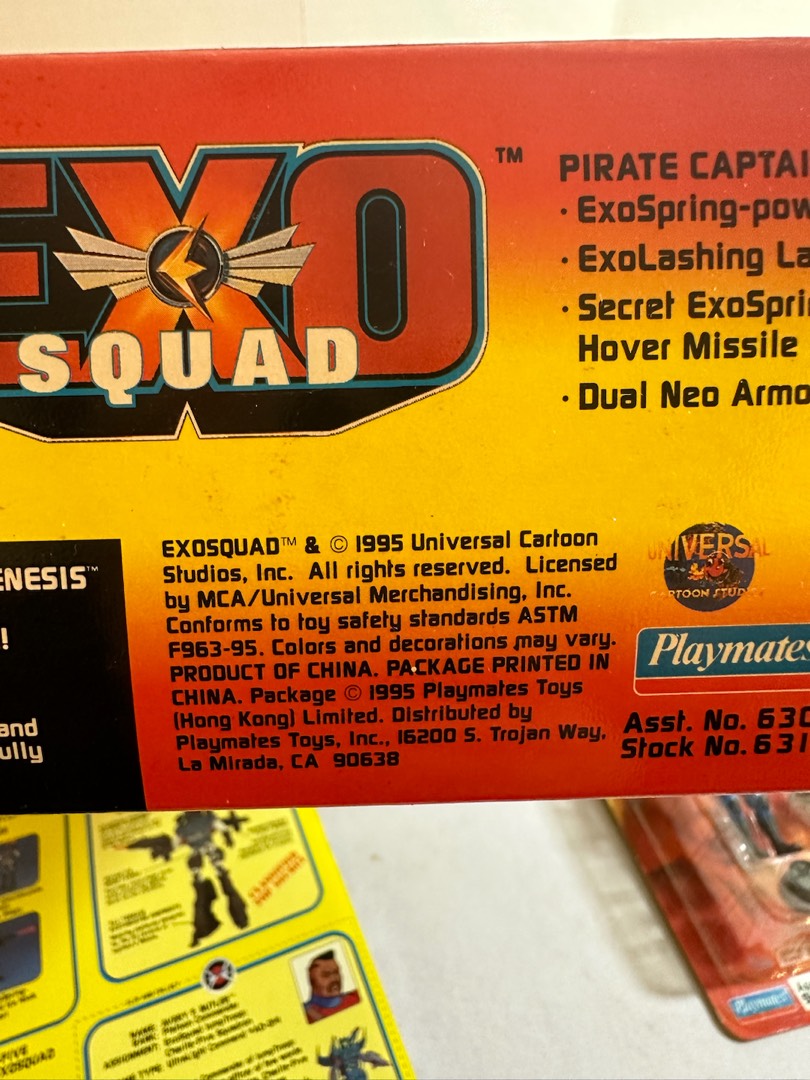 EXO ™
SQUAD
PIRATE CAPTAI
· ExoSpring-pow
· ExoLashing La
· Secret ExoSprin
Hover Missile
· Dual Neo Armo
ENESIS™
!
and
ully
EXOSQUAD™ & © 1995 Universal Cartoon
Studios, Inc. All rights reserved. Licensed
by MCA/Universal Merchandising, Inc.
Conforms to toy safety standards ASTM
F963-95. Colors and decorations may vary.
PRODUCT OF CHINA. PACKAGE PRINTED IN
CHINA. Package © 1995 Playmates Toys
(Hong Kong) Limited. Distributed by
Playmates Toys, Inc., 16200 S. Trojan Way,
La Mirada, CA 90638
UNIVERSAL
CARTOON STUDIOS
Playmates
Asst. No. 630
Stock No. 631
EXOSQUAD
Playmates